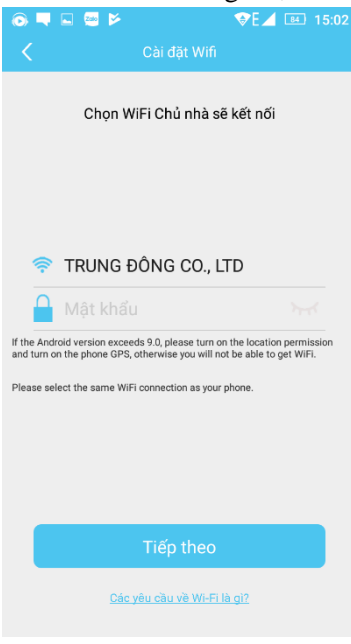 Zalo
E
84
15:02
Cài đặt Wifi
Chọn WiFi Chủ nhà sẽ kết nối
TRUNG ĐÔNG CO., LTD
Mật khẩu
If the Android version exceeds 9.0, please turn on the location permission
and turn on the phone GPS, otherwise you will not be able to get WiFi.
Please select the same WiFi connection as your phone.
Tiếp theo
Các yêu cầu về Wi-Fi là gì?